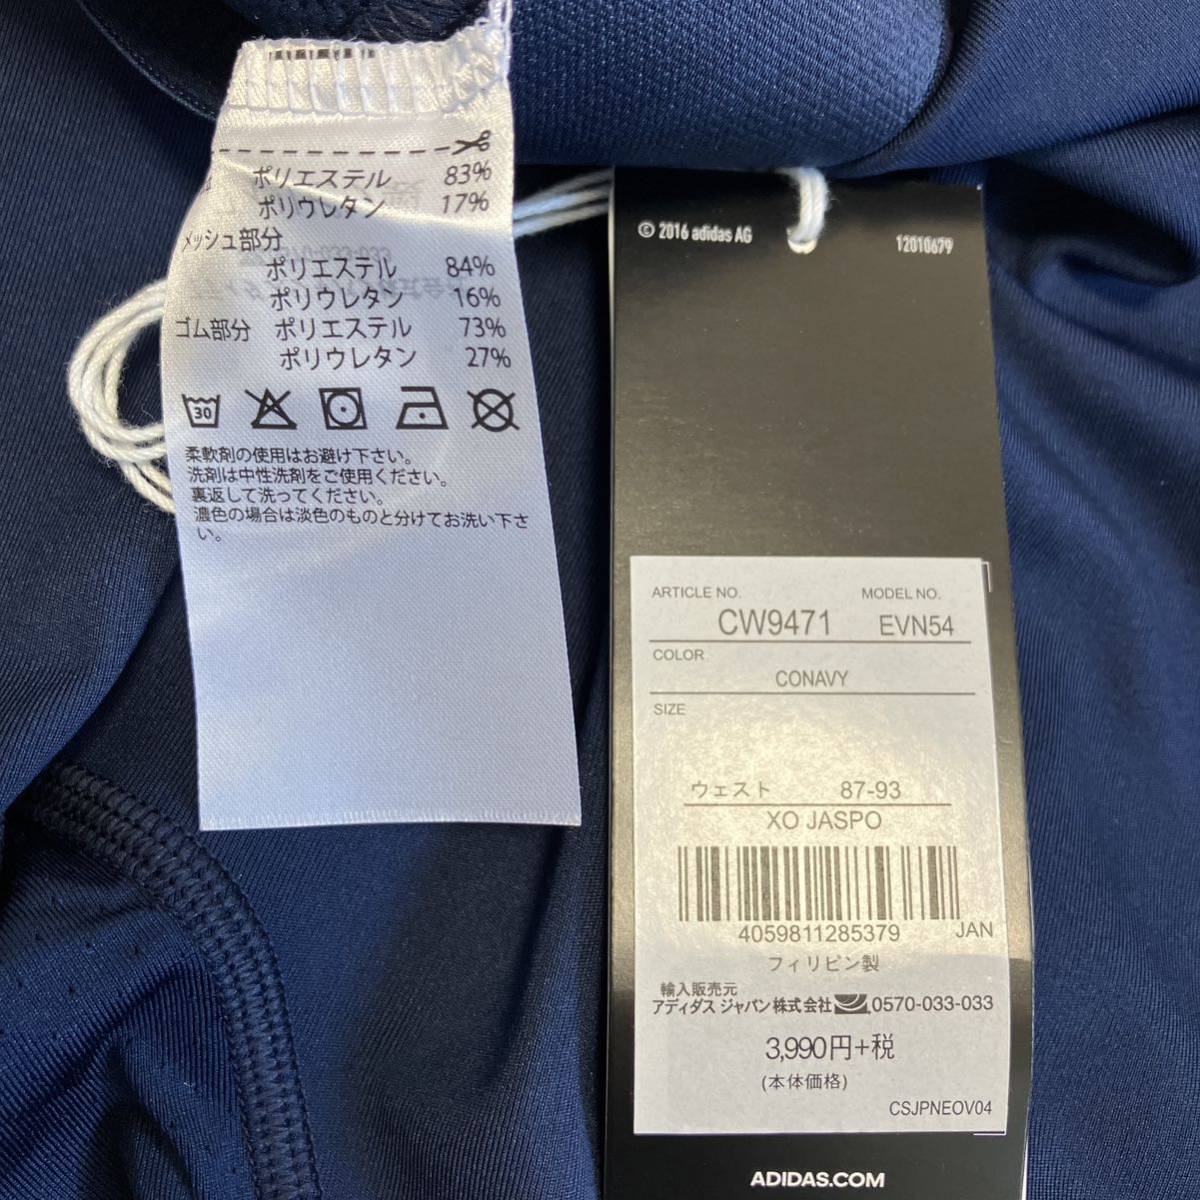 ポリエステル 83%
ポリウレタン 17%
メッシュ部分
ポリエステル 84%
ポリウレタン 16%
ゴム部分 ポリエステル 73%
ポリウレタン 27%
30
柔軟剤の使用はお避け下さい。
洗剤は中性洗剤をご使用ください。
裏返して洗ってください。
濃色の場合は淡色のものと分けてお洗い下さ
い。
© 2016 adidas AG
12010679
ARTICLE NO. MODEL NO.
CW9471 EVN54
COLOR
CONAVY
SIZE
ウェスト 87-93
XO JASPO
4059811285379 JAN
フィリピン製
輸入販売元
アディダス ジャパン株式会社 0570-033-033
3,990円+税
(本体価格)
CSJPNEOV04
ADIDAS.COM